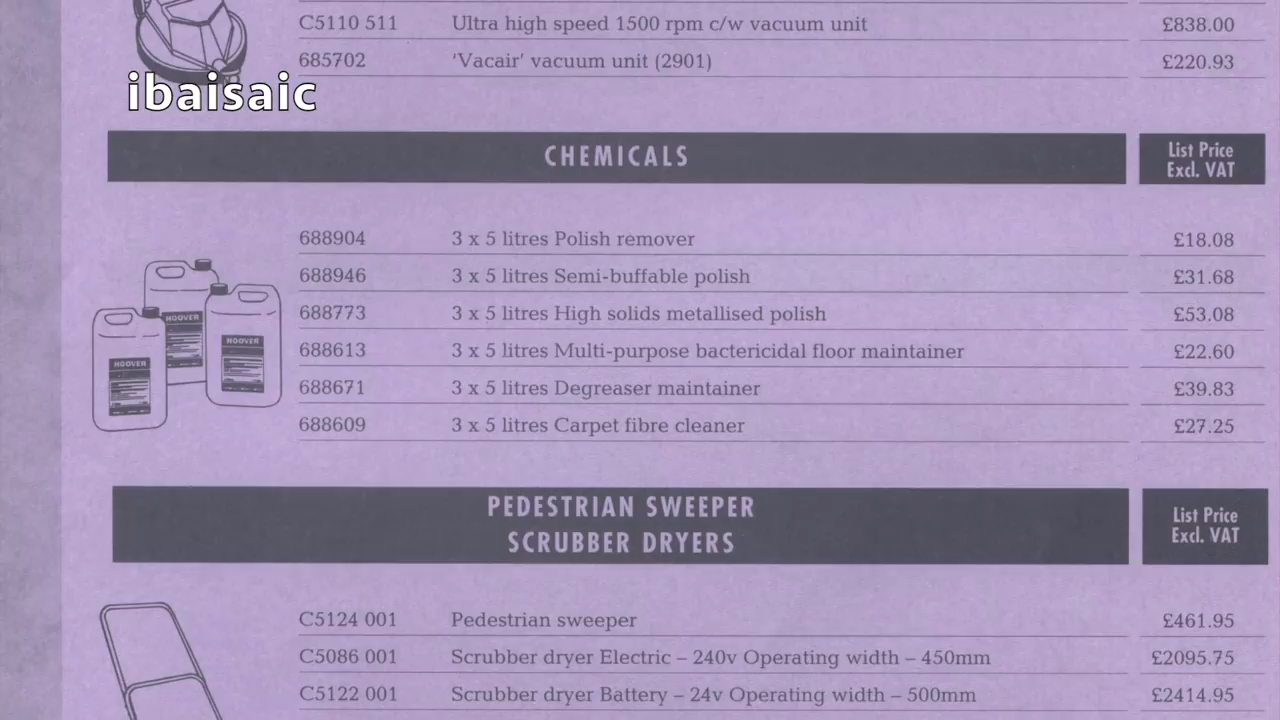 C5110 511 Ultra high speed 1500 rpm c/w vacuum unit £838.00
685702 ‘Vacair’ vacuum unit (2901) £220.93
ibaisaic
CHEMICALS
List Price
Excl. VAT
688904 3 x 5 litres Polish remover £18.08
688946 3 x 5 litres Semi-buffable polish £31.68
688773 3 x 5 litres High solids metallised polish £53.08
688613 3 x 5 litres Multi-purpose bactericidal floor maintainer £22.60
688671 3 x 5 litres Degreaser maintainer £39.83
688609 3 x 5 litres Carpet fibre cleaner £27.25
HOOVER
HOOVER
HOOVER
PEDESTRIAN SWEEPER
SCRUBBER DRYERS
List Price
Excl. VAT
C5124 001 Pedestrian sweeper £461.95
C5086 001 Scrubber dryer Electric – 240v Operating width – 450mm £2095.75
C5122 001 Scrubber dryer Battery – 24v Operating width – 500mm £2414.95